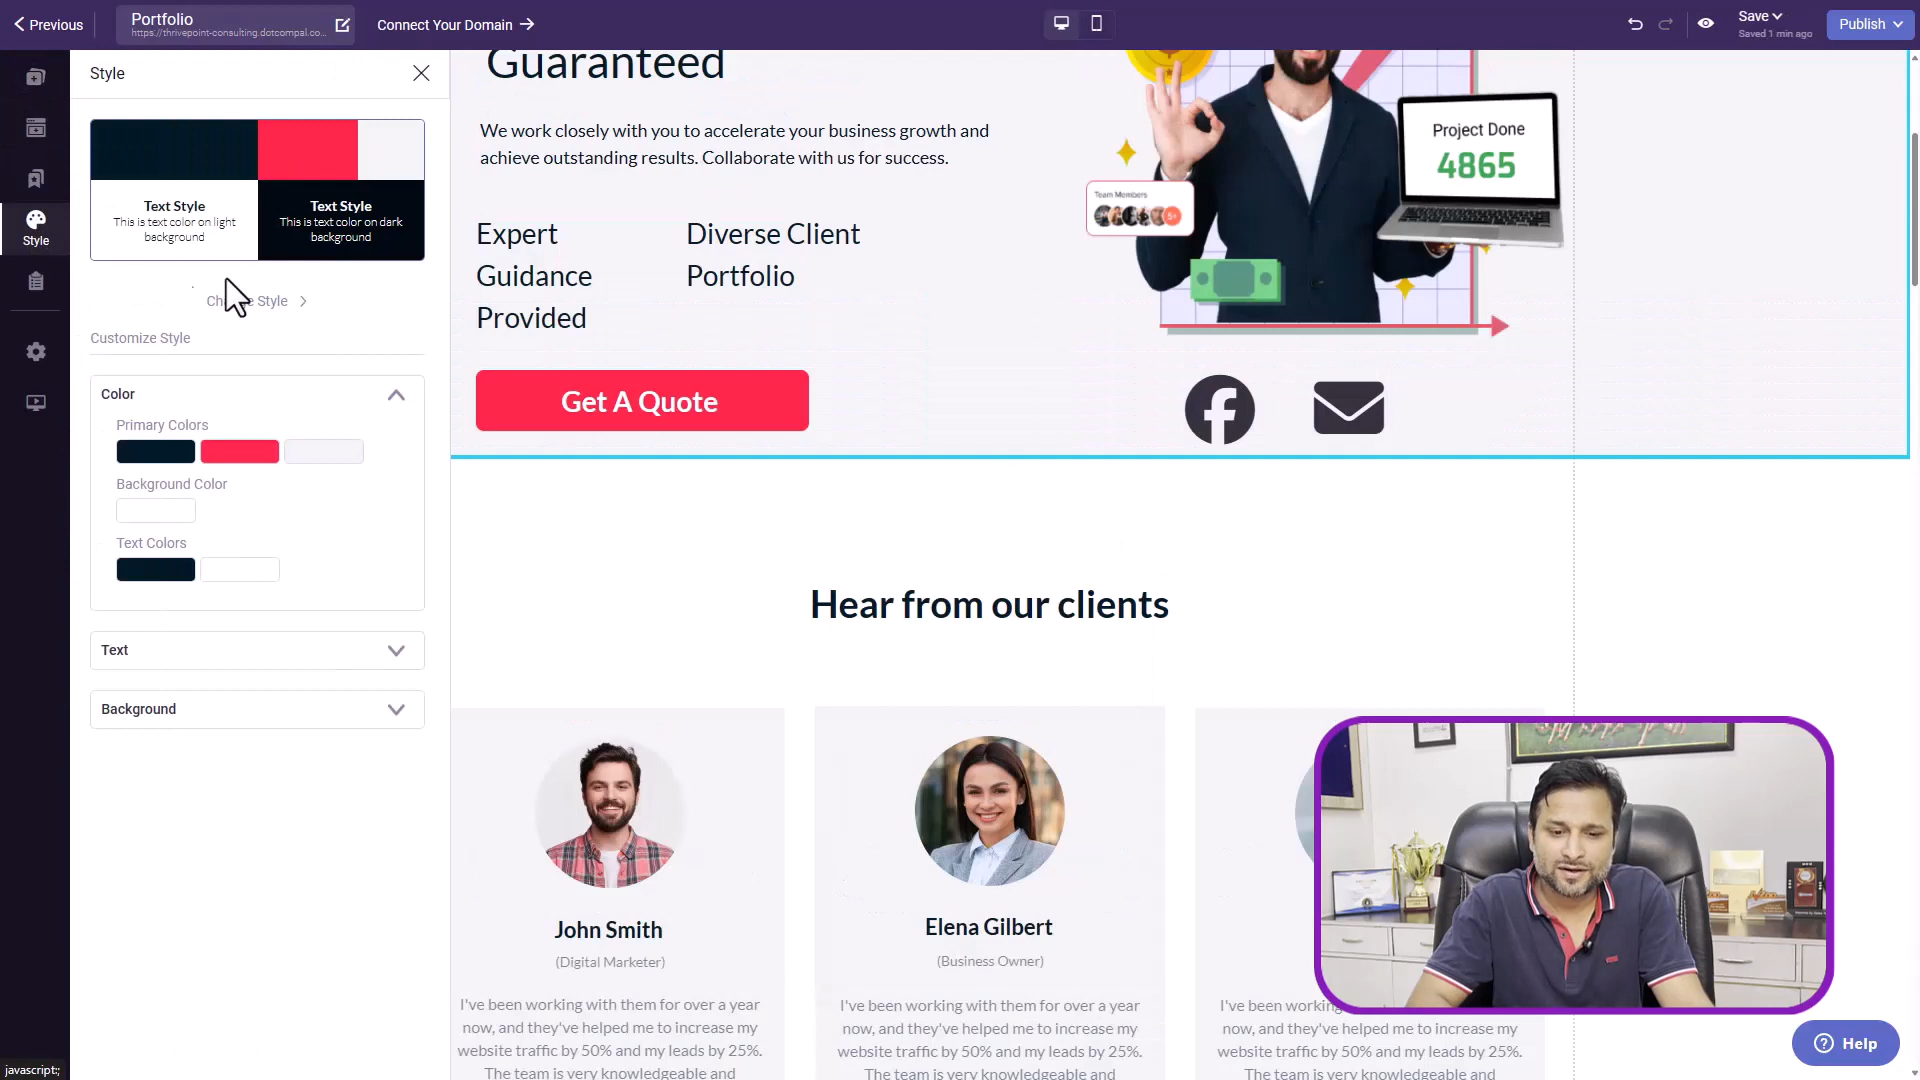 Previous
Portfolio
https://thrivepoint-consulting.dotcompal.co...
Connect Your Domain
Save
Saved 1 min ago
Publish
Style
Text Style
This is text color on light
background
Text Style
This is text color on dark
background
Style
Style
Customize Style
Color
Primary Colors
Background Color
Text Colors
Text
Background
Guaranteed
We work closely with you to accelerate your business growth and
achieve outstanding results. Collaborate with us for success.
Expert
Guidance
Provided
Diverse Client
Portfolio
Get A Quote
Team Members
5+
Project Done
4865
Hear from our clients
John Smith
(Digital Marketer)
I've been working with them for over a year
now, and they've helped me to increase my
website traffic by 50% and my leads by 25%.
The team is very knowledgeable and
Elena Gilbert
(Business Owner)
I've been working with them for over a year
now, and they've helped me to increase my
website traffic by 50% and my leads by 25%.
The team is very knowledgeable and
I've been
now, and they've helped me to increase my
website traffic by 50% and my leads by 25%.
The team is very knowledgeable and
Help
javascript:;